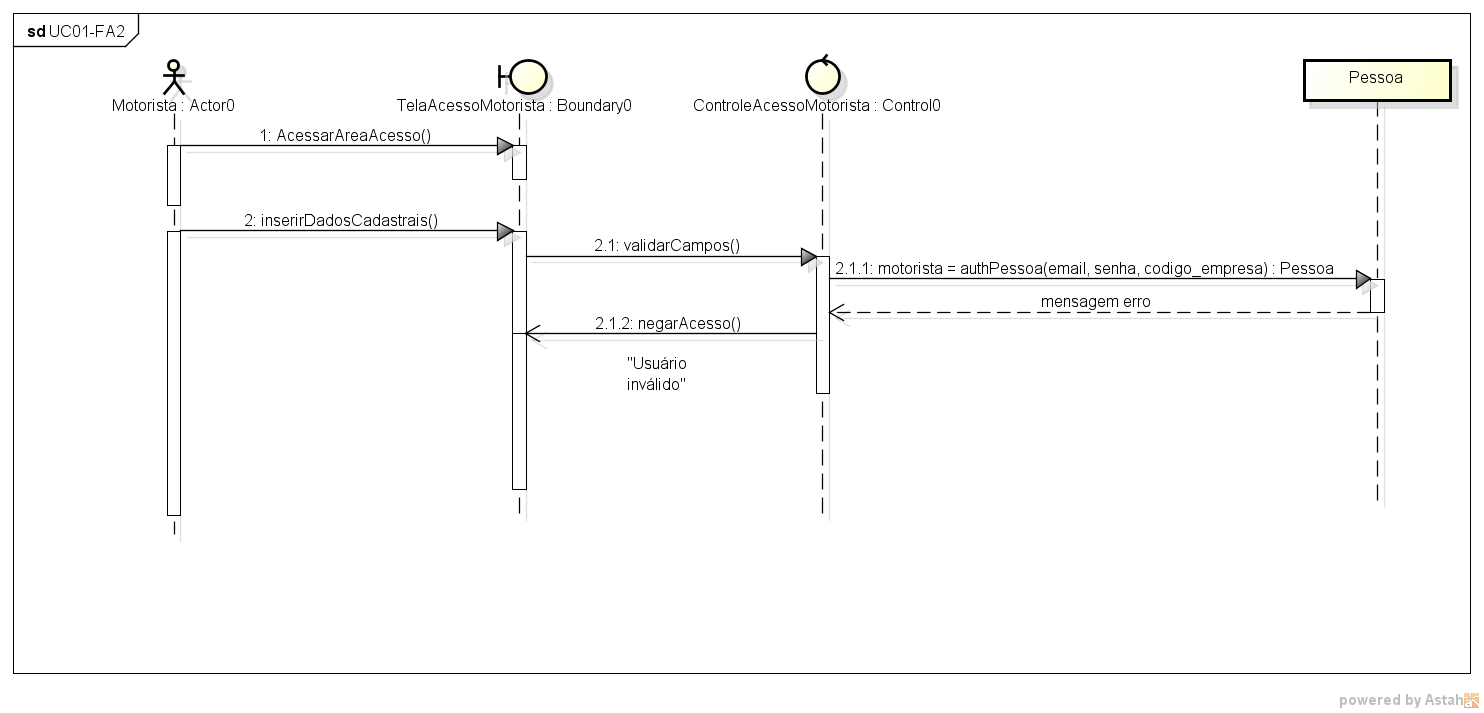 sd UC01-FA2
Motorista : Actor0
TelaAcessoMotorista : Boundary0
ControleAcessoMotorista : Control0
Pessoa
1: AcessarAreaAcesso()
2: inserirDadosCadastrais()
2.1: validarCampos()
2.1.1: motorista = authPessoa(email, senha, codigo_empresa) : Pessoa
mensagem erro
2.1.2: negarAcesso()
"Usuário
inválido"
powered by Astah